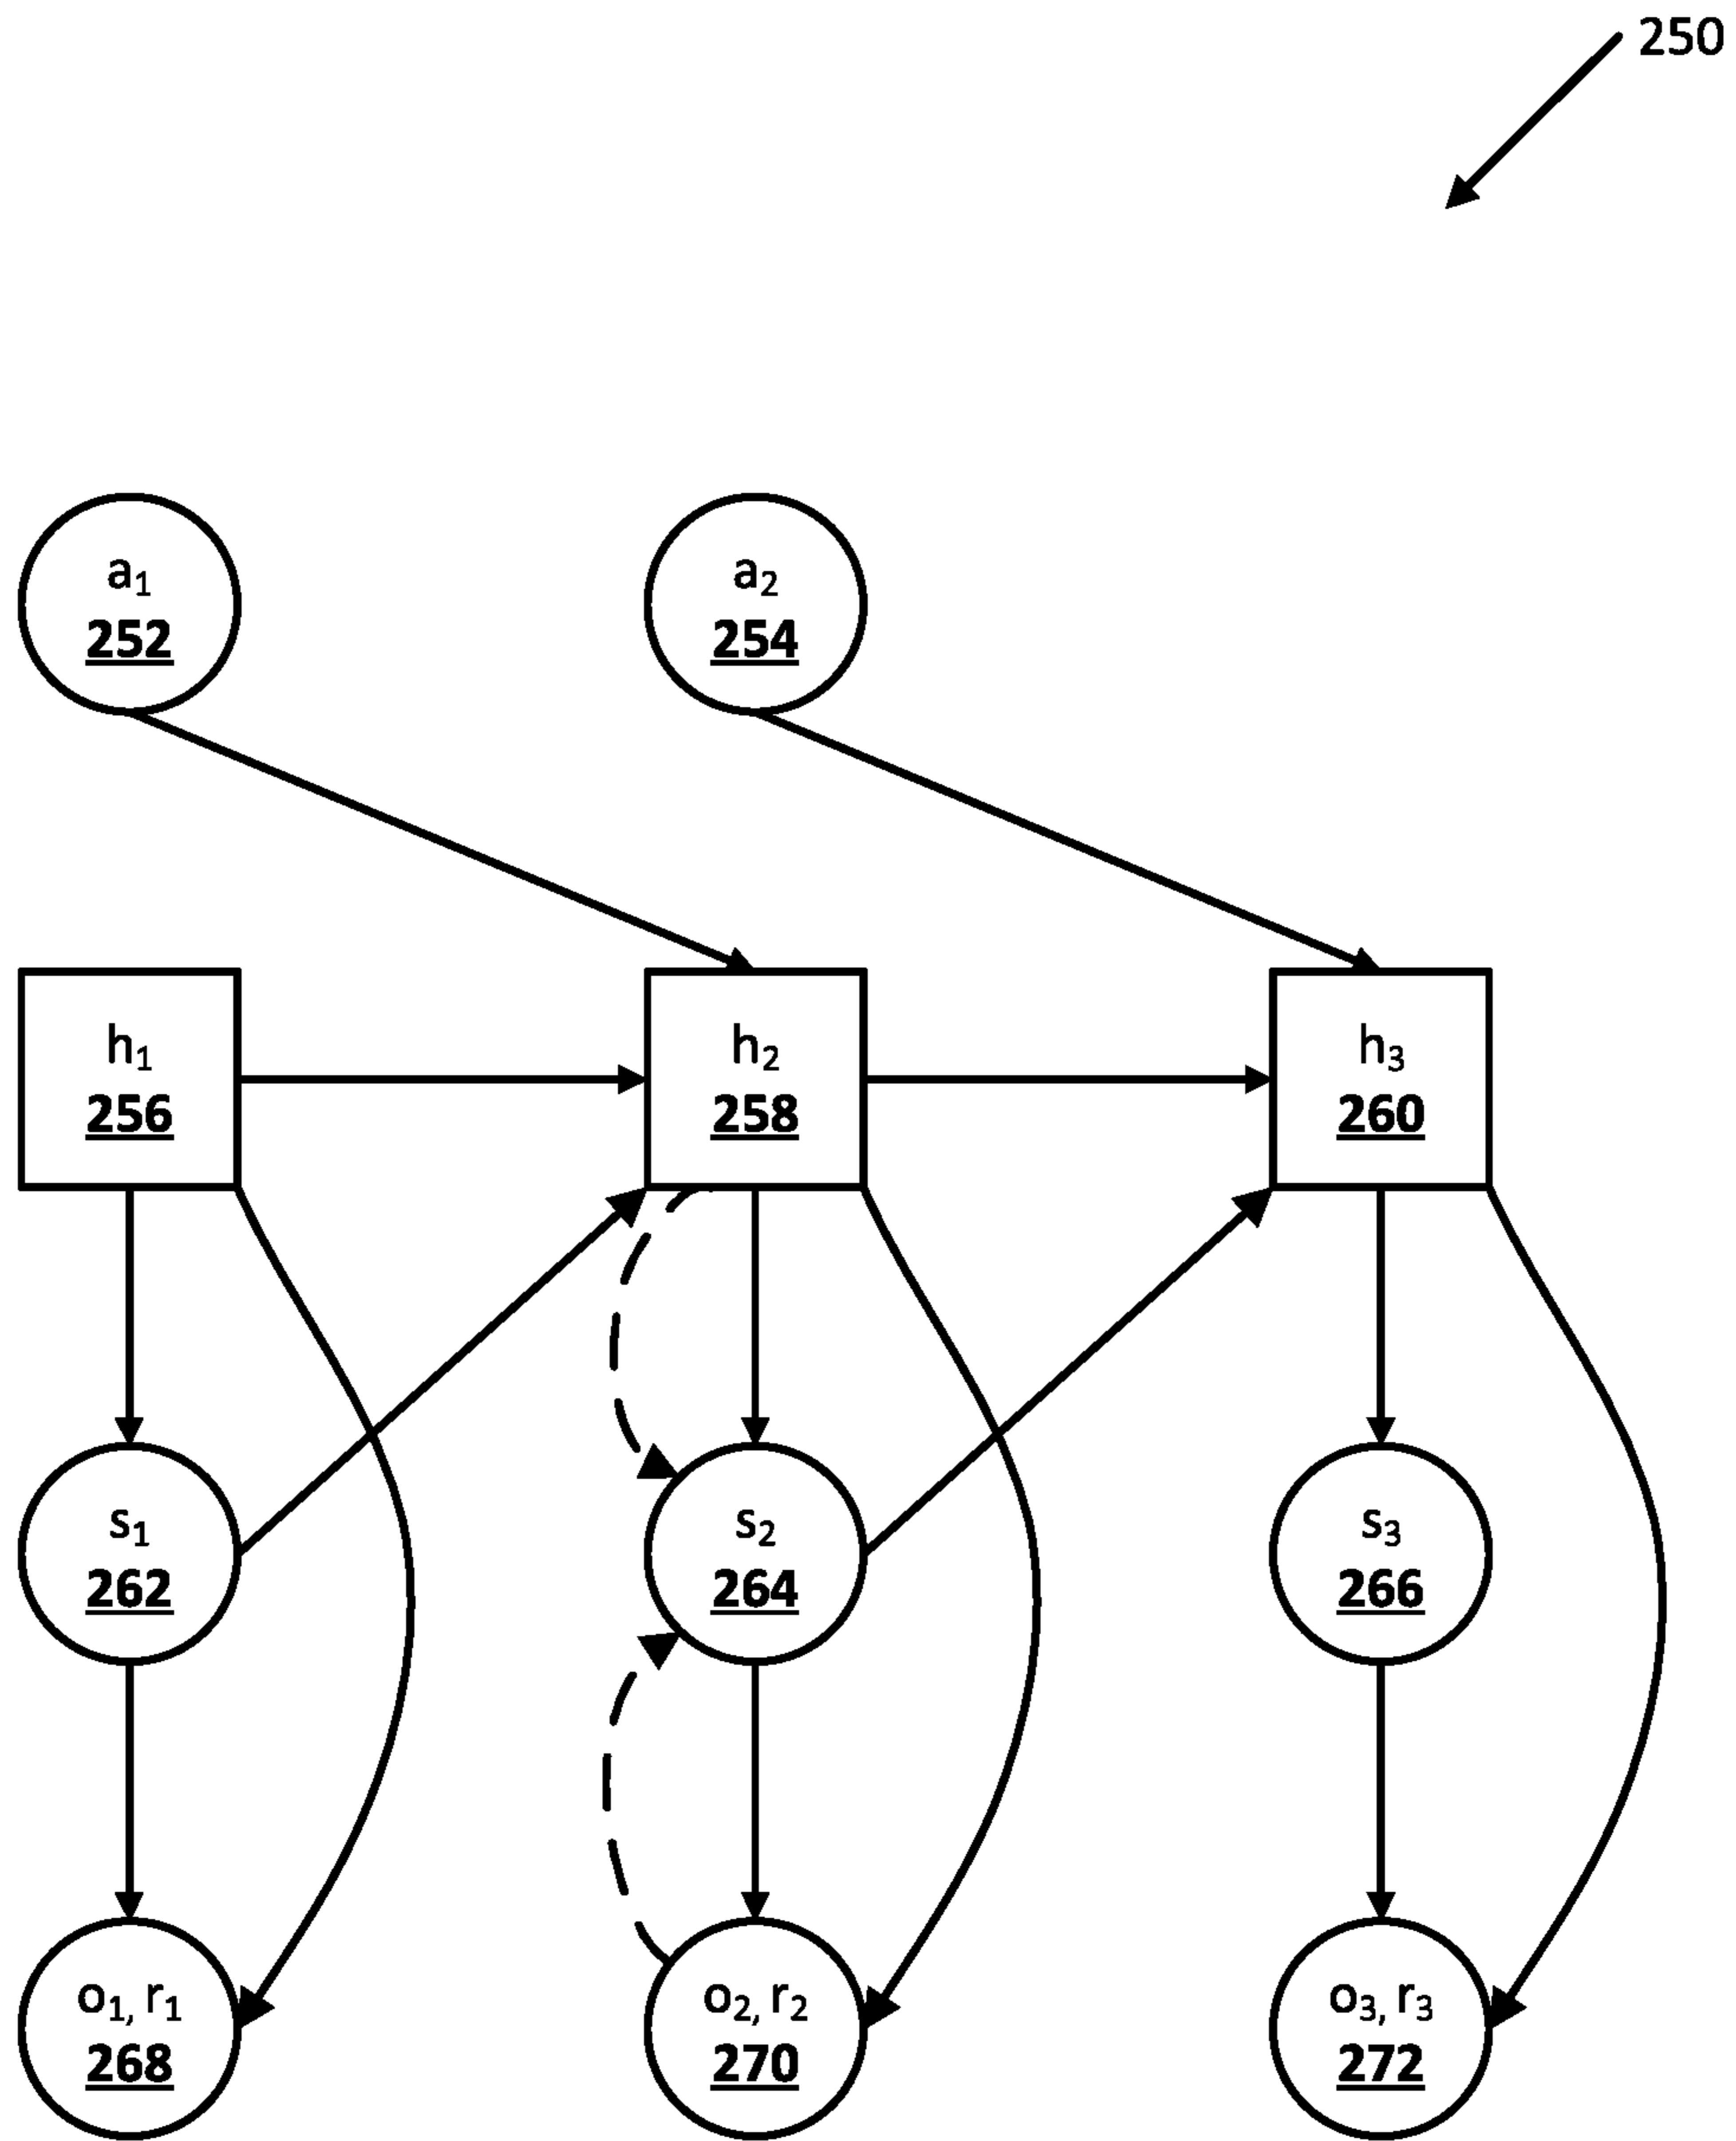 250
a₁
252
a₂
254
h₁
256
h₂
258
h₃
260
s₁
262
s₂
264
s₃
266
o₁, r₁
268
o₂, r₂
270
o₃, r₃
272